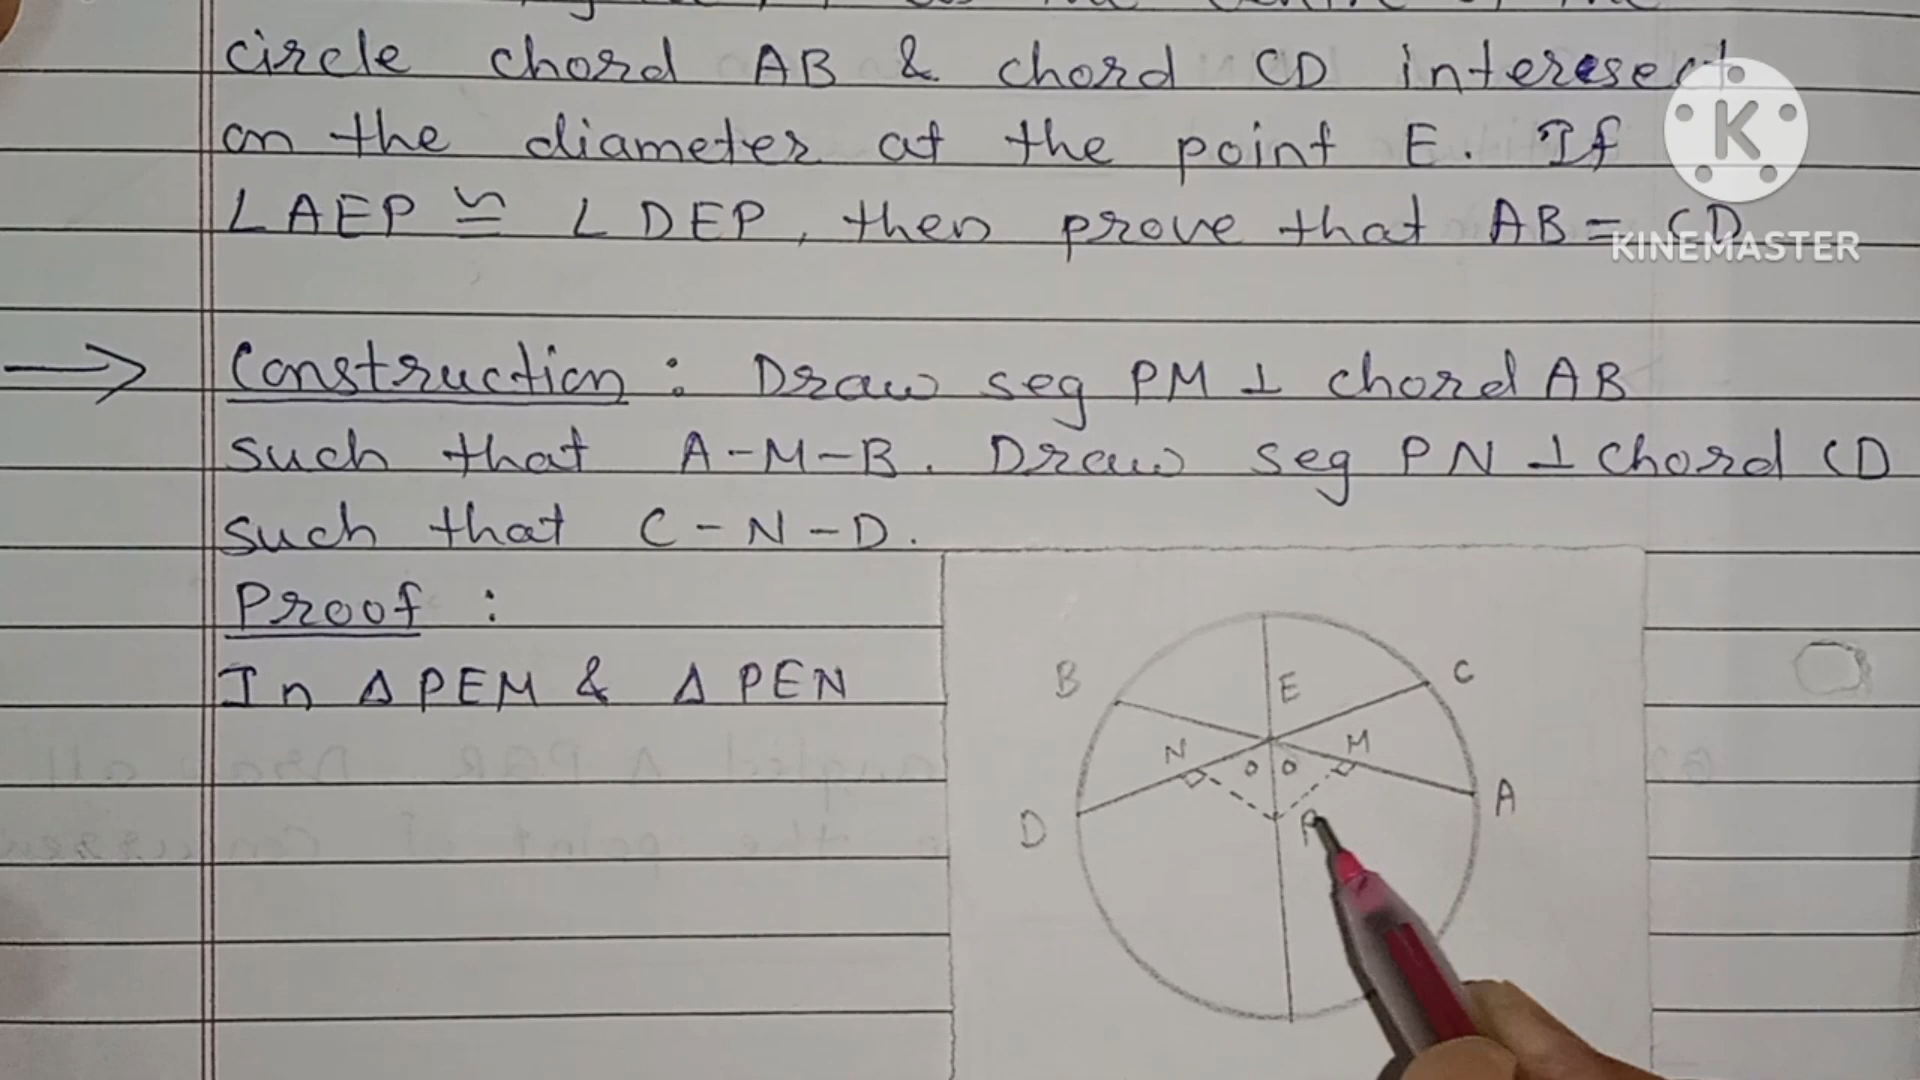 circle chord AB & chord CD intersect
on the diameter at the point E. If
∠AEP ≅ ∠DEP, then prove that AB = CD
K
KINEMASTER
Construction: Draw seg PM ⊥ chord AB
such that A-M-B. Draw seg PN ⊥ chord CD
such that C-N-D.
Proof :
In Δ PEM & Δ PEN
B
E
C
N
M
D
A
P